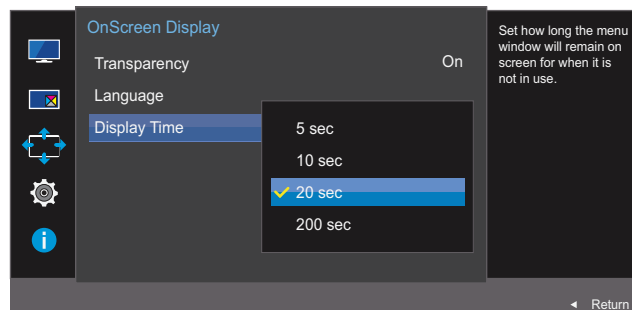 OnScreen Display
Transparency On
Language
Display Time
5 sec
10 sec
20 sec
200 sec
Set how long the menu
window will remain on
screen for when it is
not in use.
◄ Return